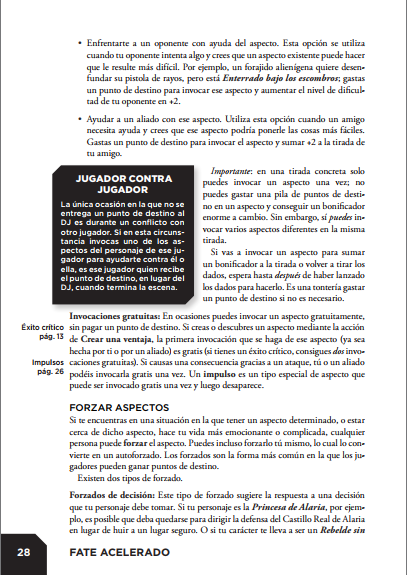 • Enfrentarte a un oponente con ayuda del aspecto. Esta opción se utiliza
cuando tu oponente intenta algo y crees que un aspecto existente puede hacer
que le resulte más difícil. Por ejemplo, un forajido alienígena quiere desen-
fundar su pistola de rayos, pero está Enterrado bajo los escombros; gastas
un punto de destino para invocar ese aspecto y aumentar el nivel de dificul-
tad de tu oponente en +2.
• Ayudar a un aliado con ese aspecto. Utiliza esta opción cuando un amigo
necesita ayuda y crees que ese aspecto podría ponerle las cosas más fáciles.
Gastas un punto de destino para invocar el aspecto y sumar +2 a la tirada de
tu amigo.
JUGADOR CONTRA
JUGADOR
La única ocasión en la que no se
entrega un punto de destino al
DJ es durante un conflicto con
otro jugador. Si en esta circuns-
tancia invocas uno de los as-
pectos del personaje de ese ju-
gador para ayudarte contra él o
ella, es ese jugador quien recibe
el punto de destino, en lugar del
DJ, cuando termina la escena.
Importante: en una tirada concreta solo
puedes invocar un aspecto una vez; no
puedes gastar una pila de puntos de desti-
no en un aspecto y conseguir un bonificador
enorme a cambio. Sin embargo, sí puedes in-
vocar varios aspectos diferentes en la misma
tirada.
Si vas a invocar un aspecto para sumar
un bonificador a la tirada o volver a tirar los
dados, espera hasta después de haber lanzado
los dados para hacerlo. Es una tontería gastar
un punto de destino si no es necesario.
Éxito crítico
pág. 13
Impulsos
pág. 26
Invocaciones gratuitas: En ocasiones puedes invocar un aspecto gratuitamente,
sin pagar un punto de destino. Si creas o descubres un aspecto mediante la acción
de Crear una ventaja, la primera invocación que se haga de ese aspecto (ya sea
hecha por ti o por un aliado) es gratis (si tienes un éxito crítico, consigues dos invo-
caciones gratuitas). Si causas una consecuencia gracias a un ataque, tú o un aliado
podéis invocarla gratis una vez. Un impulso es un tipo especial de aspecto que
puede ser invocado gratis una vez y luego desaparece.
FORZAR ASPECTOS
Si te encuentras en una situación en la que tener un aspecto determinado, o estar
cerca de dicho aspecto, hace tu vida más emocionante o complicada, cualquier
persona puede forzar el aspecto. Puedes incluso forzarlo tú mismo, lo cual lo con-
vierte en un autoforzado. Los forzados son la forma más común en la que los ju-
gadores pueden ganar puntos de destino.
Existen dos tipos de forzado.
Forzados de decisión: Este tipo de forzado sugiere la respuesta a una decisión
que tu personaje debe tomar. Si tu personaje es la Princesa de Alaria, por ejem-
plo, es posible que deba quedarse para dirigir la defensa del Castillo Real de Alaria
en lugar de huir a un lugar seguro. O si tu carácter te lleva a ser un Rebelde sin
28
FATE ACELERADO